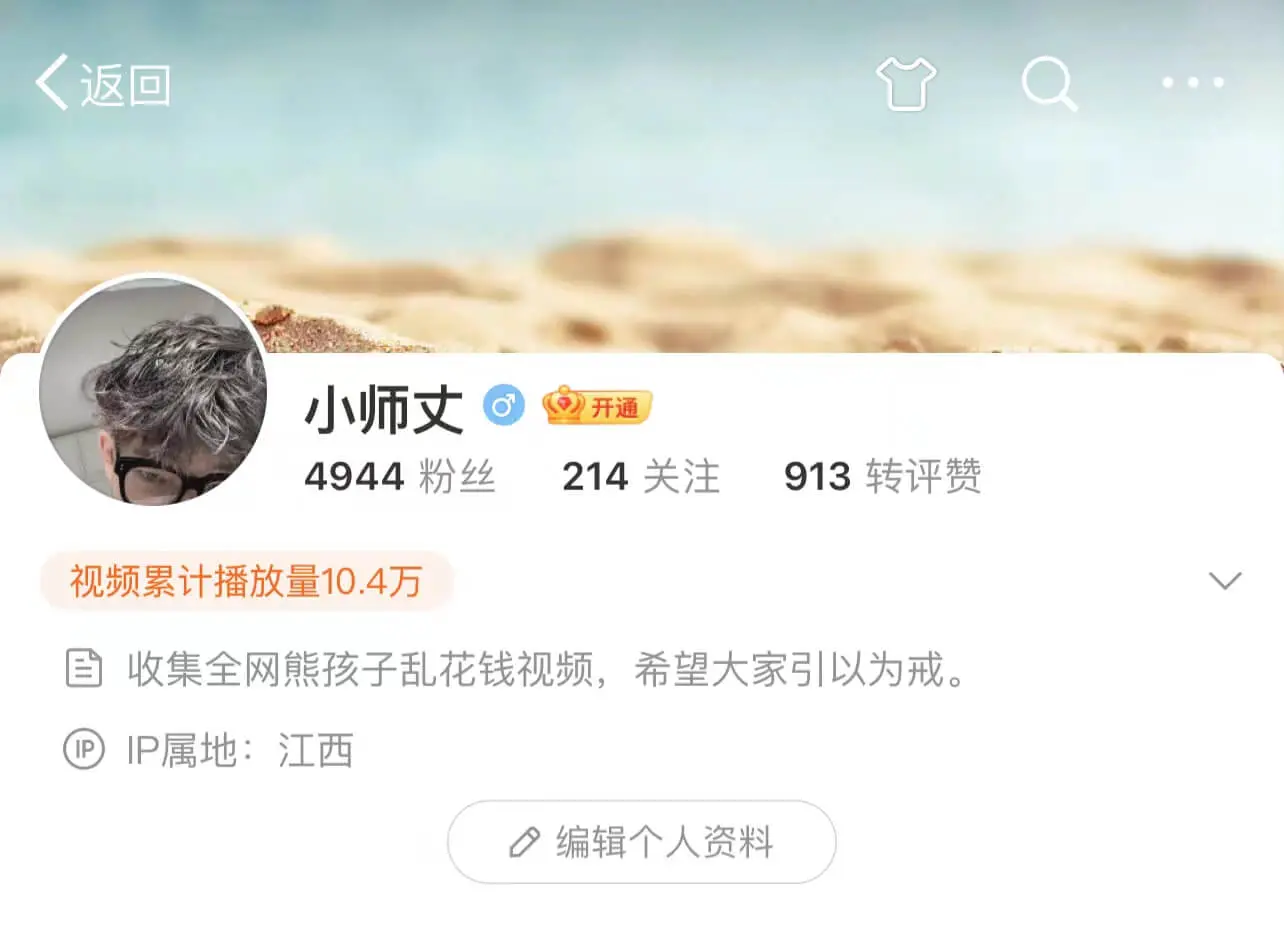 返回
小师丈 开通
4944 粉丝 214 关注 913 转评赞
视频累计播放量10.4万
收集全网熊孩子乱花钱视频，希望大家引以为戒。
IP IP属地：江西
编辑个人资料